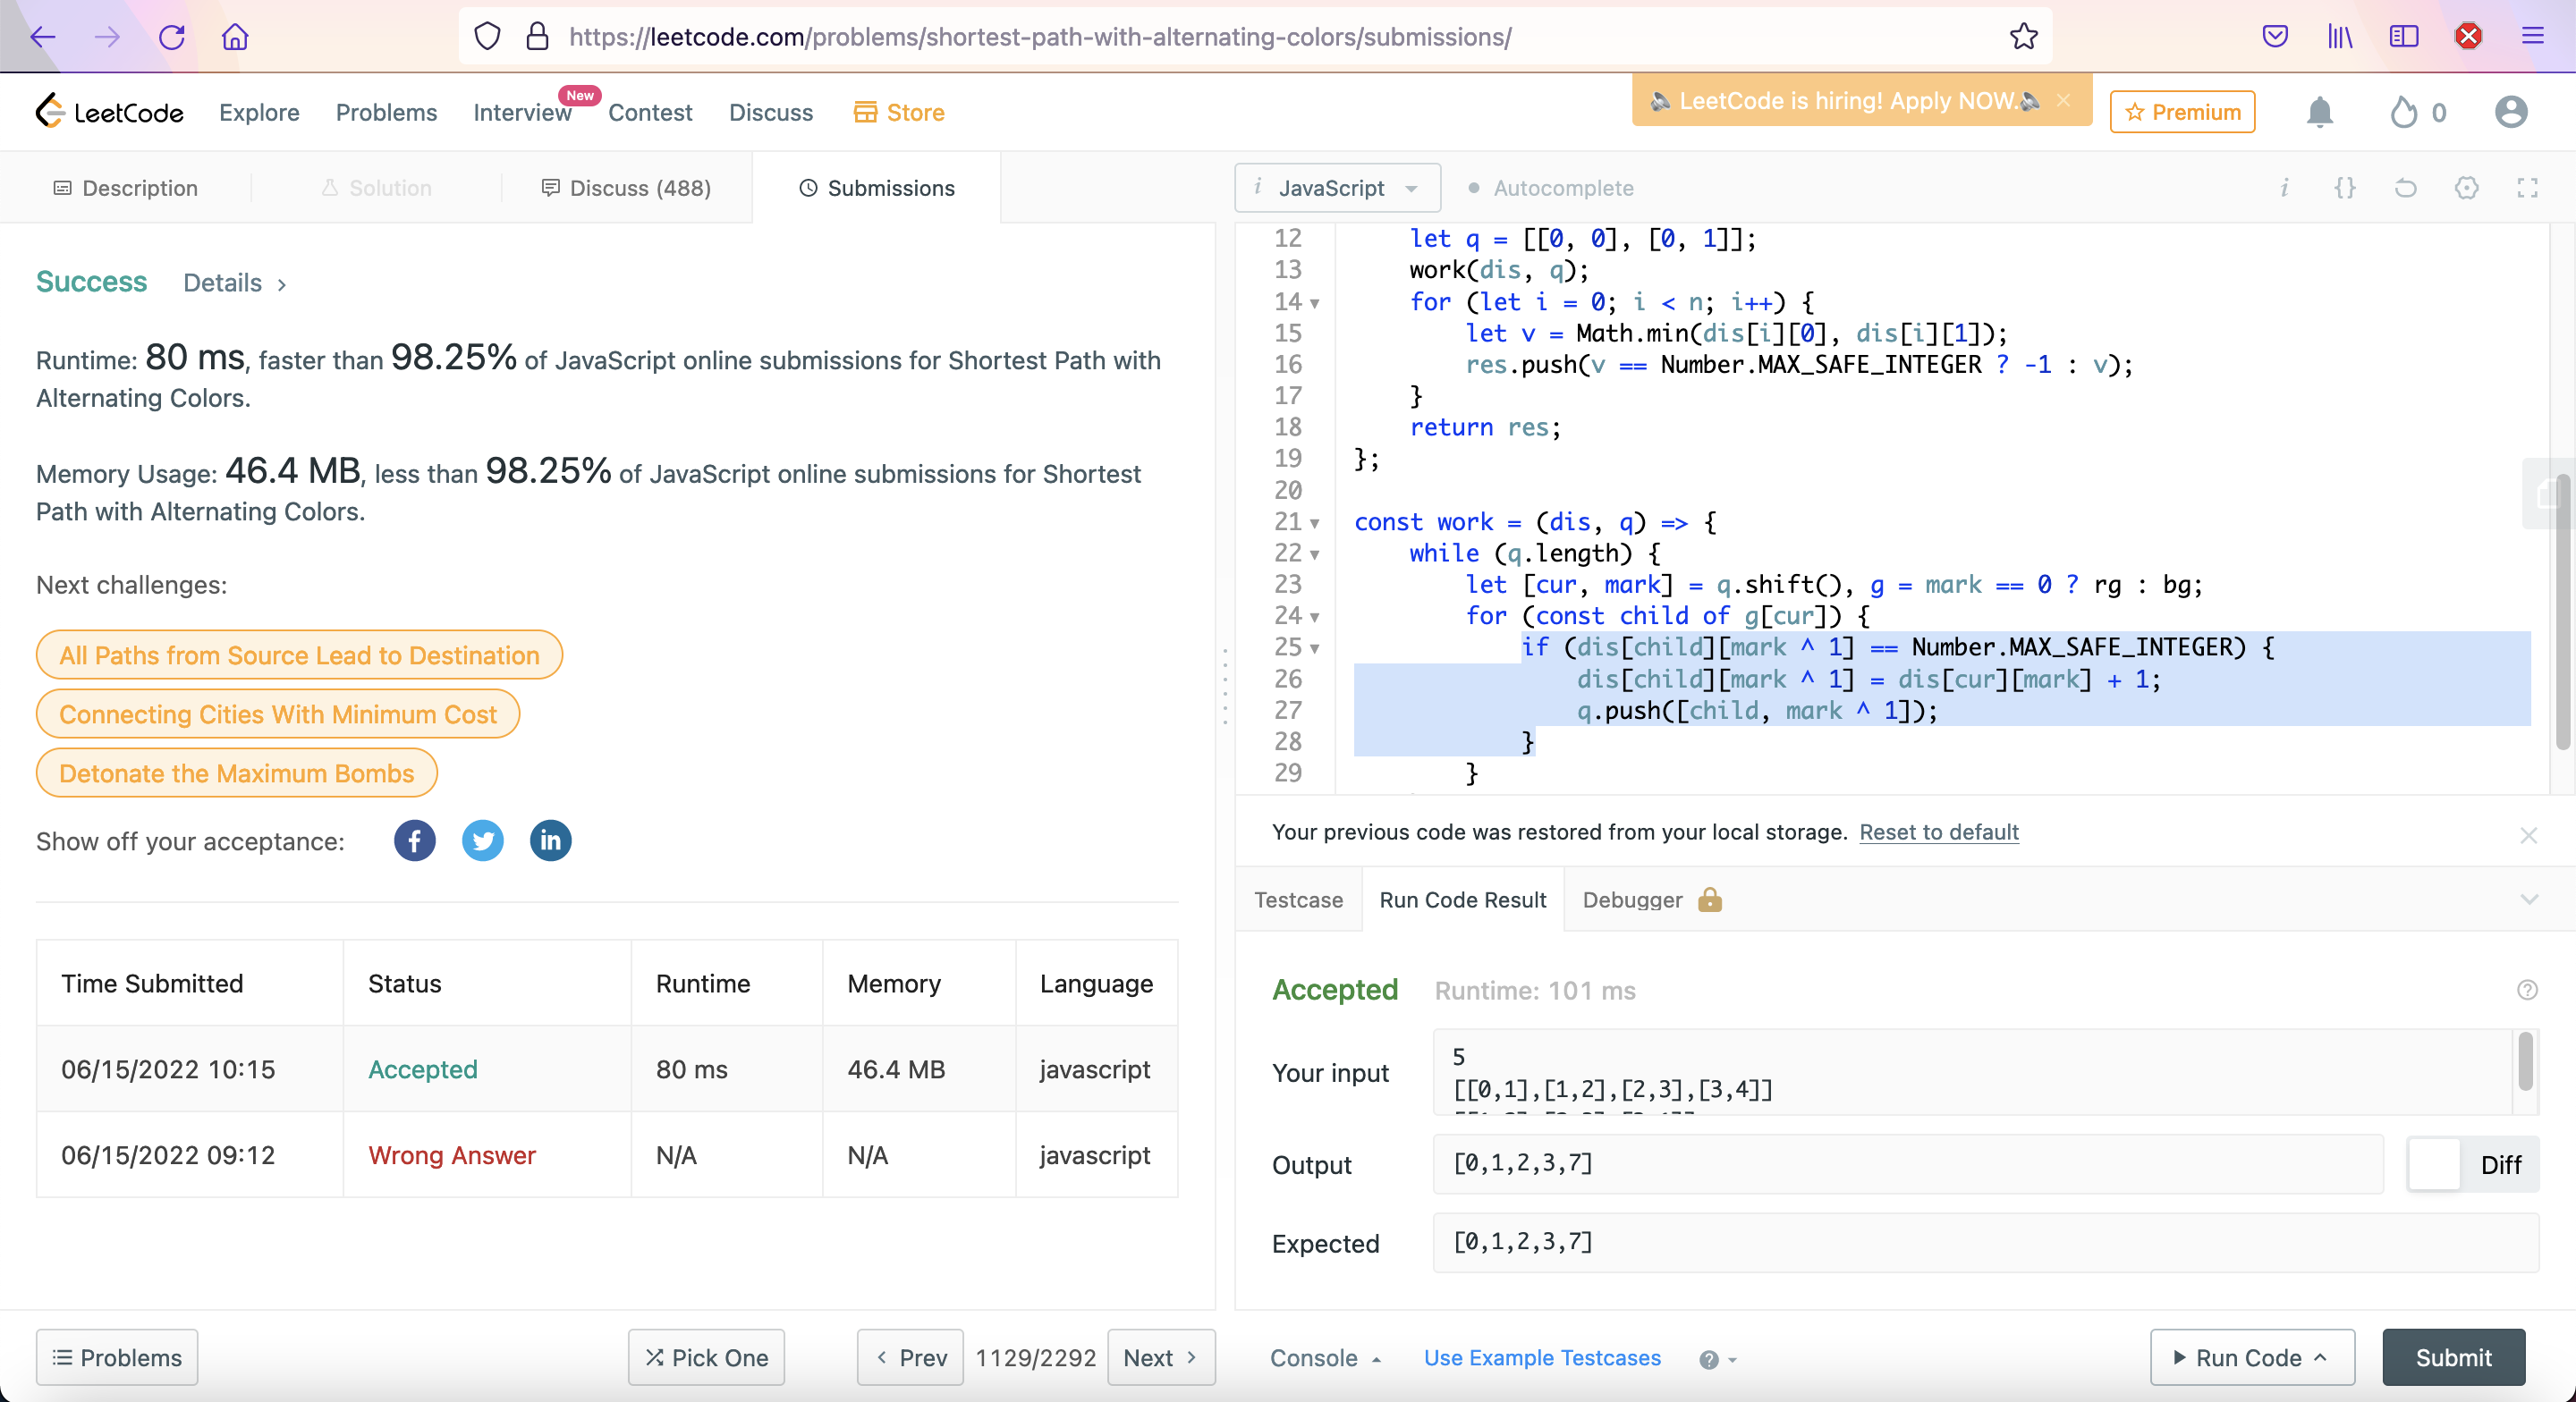 https://leetcode.com/problems/shortest-path-with-alternating-colors/submissions/
LeetCode Explore Problems Interview New Contest Discuss Store
LeetCode is hiring! Apply NOW. Premium 0
Description Solution Discuss (488) Submissions
Success Details
Runtime: 80 ms, faster than 98.25% of JavaScript online submissions for Shortest Path with
Alternating Colors.
Memory Usage: 46.4 MB, less than 98.25% of JavaScript online submissions for Shortest
Path with Alternating Colors.
Next challenges:
All Paths from Source Lead to Destination
Connecting Cities With Minimum Cost
Detonate the Maximum Bombs
Show off your acceptance:
Time Submitted Status Runtime Memory Language
06/15/2022 10:15 Accepted 80 ms 46.4 MB javascript
06/15/2022 09:12 Wrong Answer N/A N/A javascript
Problems Pick One Prev 1129/2292 Next
i JavaScript Autocomplete i {}
12 let q = [[0, 0], [0, 1]];
13 work(dis, q);
14 for (let i = 0; i < n; i++) {
15 let v = Math.min(dis[i][0], dis[i][1]);
16 res.push(v == Number.MAX_SAFE_INTEGER ? -1 : v);
17 }
18 return res;
19 };
20
21 const work = (dis, q) => {
22 while (q.length) {
23 let [cur, mark] = q.shift(), g = mark == 0 ? rg : bg;
24 for (const child of g[cur]) {
25 if (dis[child][mark ^ 1] == Number.MAX_SAFE_INTEGER) {
26 dis[child][mark ^ 1] = dis[cur][mark] + 1;
27 q.push([child, mark ^ 1]);
28 }
29 }
Your previous code was restored from your local storage. Reset to default
Testcase Run Code Result Debugger
Accepted Runtime: 101 ms
Your input
5
[[0,1],[1,2],[2,3],[3,4]]
Output [0,1,2,3,7] Diff
Expected [0,1,2,3,7]
Console Use Example Testcases Run Code Submit